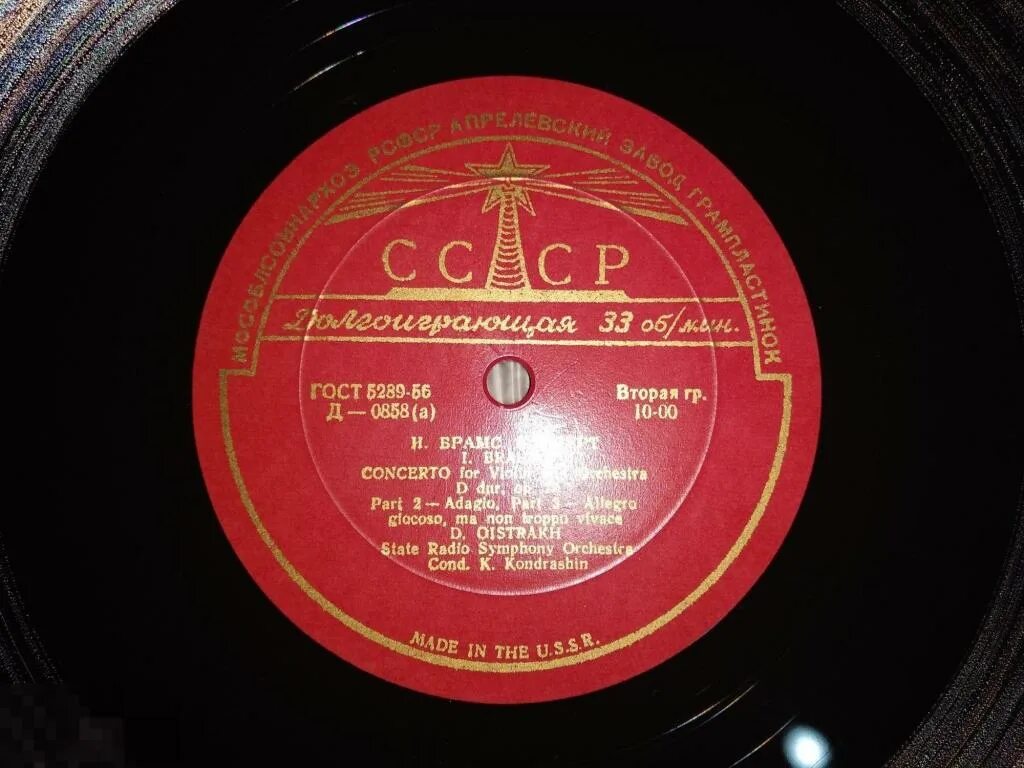 МОСОБЛСОВНАРХОЗ РСФСР АПРЕЛЕВСКИЙ ЗАВОД ГРАМПЛАСТИНОК
СССР
Долгоиграющая 33 об/мин.
ГОСТ 5289-56
Вторая гр.
Д — 0858 (а)
10-00
И. БРАМС
I.
CONCERTO for Orchestra
D dur, op.
Part 2 — Adagio, Part 3 — Allegro
giocoso, ma non troppo vivace
D. OISTRAKH
State Radio Symphony Orchestra
Cond. K. Kondrashin
MADE IN THE U.S.S.R.